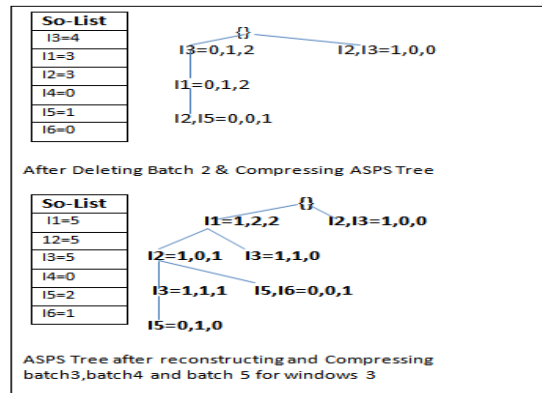 So-List
I3=4
I1=3
I2=3
I4=0
I5=1
I6=0
{}
I3=0,1,2 I2,I3=1,0,0
I1=0,1,2
I2,I5=0,0,1
After Deleting Batch 2 & Compressing ASPS Tree
So-List
I1=5
12=5
I3=5
I4=0
I5=2
I6=1
{}
I1=1,2,2 I2,I3=1,0,0
I2=1,0,1 I3=1,1,0
I3=1,1,1 I5,I6=0,0,1
I5=0,1,0
ASPS Tree after reconstructing and Compressing
batch3,batch4 and batch 5 for windows 3